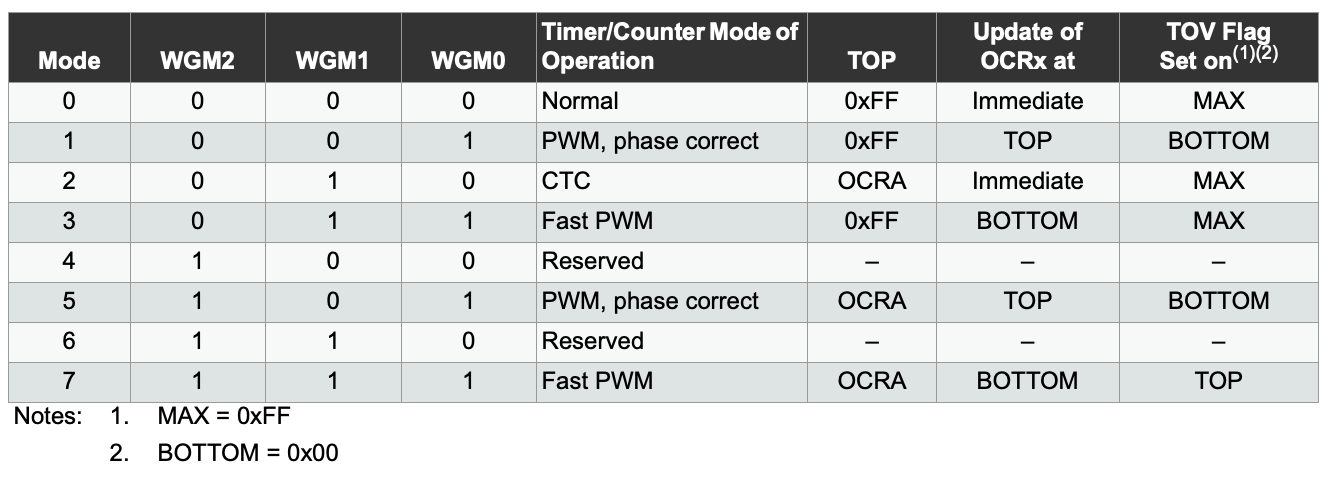 Mode WGM2 WGM1 WGM0 Timer/Counter Mode of Operation TOP Update of OCRx at TOV Flag Set on(1)(2)
0 0 0 0 Normal 0xFF Immediate MAX
1 0 0 1 PWM, phase correct 0xFF TOP BOTTOM
2 0 1 0 CTC OCRA Immediate MAX
3 0 1 1 Fast PWM 0xFF BOTTOM MAX
4 1 0 0 Reserved – – –
5 1 0 1 PWM, phase correct OCRA TOP BOTTOM
6 1 1 0 Reserved – – –
7 1 1 1 Fast PWM OCRA BOTTOM TOP
Notes: 1. MAX = 0xFF
2. BOTTOM = 0x00